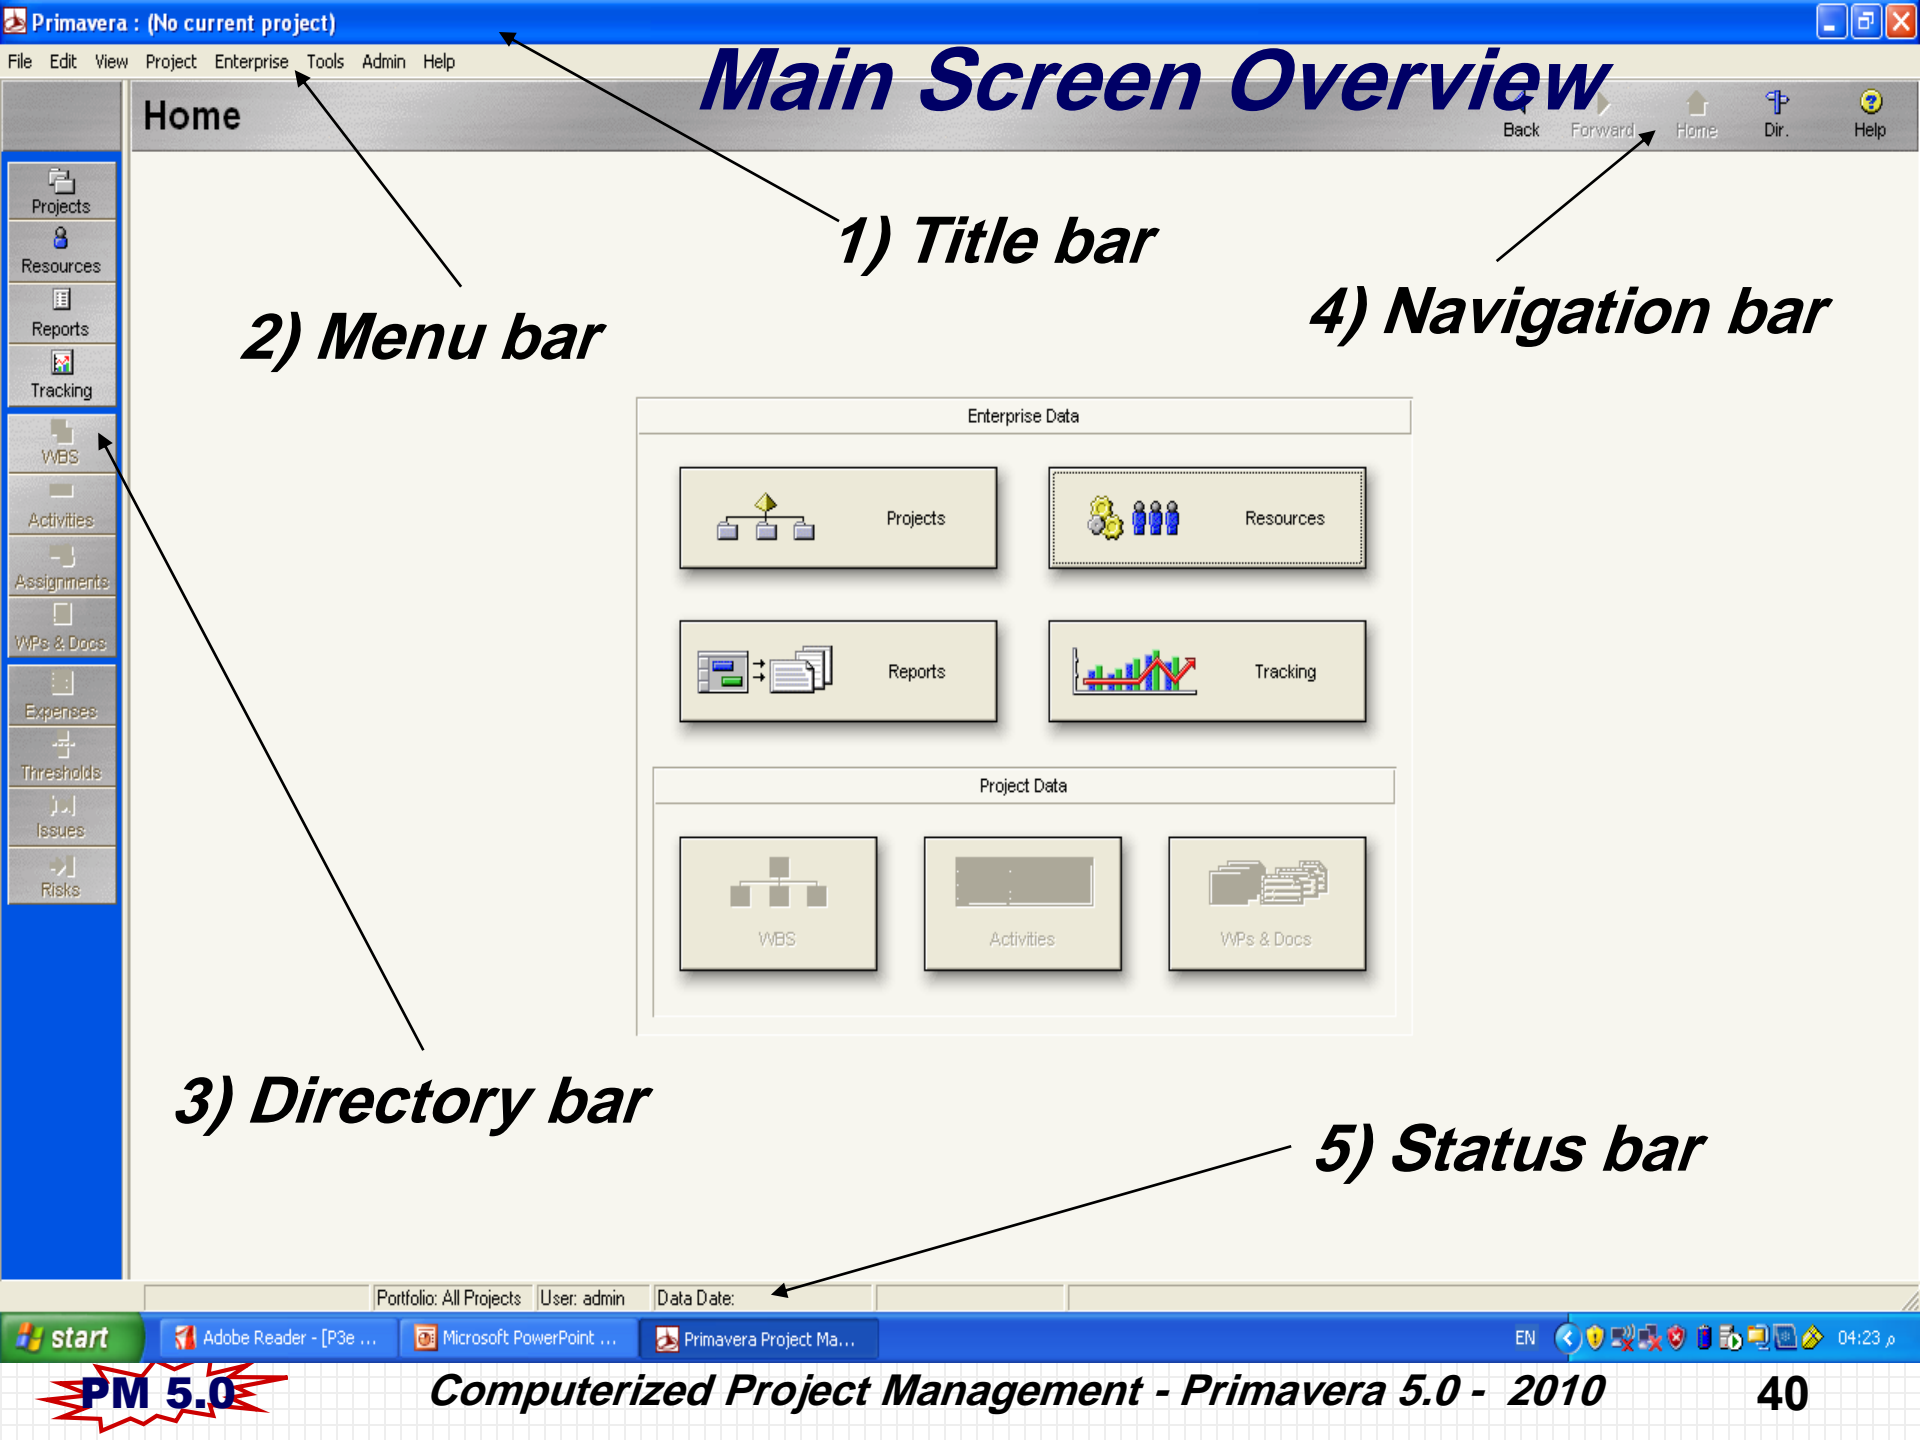 Primavera : (No current project)
File Edit View Project Enterprise Tools Admin Help
Main Screen Overview
Home
Back Forward Home Dir. Help
Projects
Resources
Reports
Tracking
WBS
Activities
Assignments
WPs & Docs
Expenses
Thresholds
Issues
Risks
1) Title bar
2) Menu bar
4) Navigation bar
Enterprise Data
Projects
Resources
Reports
Tracking
Project Data
WBS
Activities
WPs & Docs
3) Directory bar
5) Status bar
Portfolio: All Projects User: admin Data Date:
start Adobe Reader - [P3e ... Microsoft PowerPoint ... Primavera Project Ma... EN 04:23 م
PM 5.0
Computerized Project Management - Primavera 5.0 - 2010
40